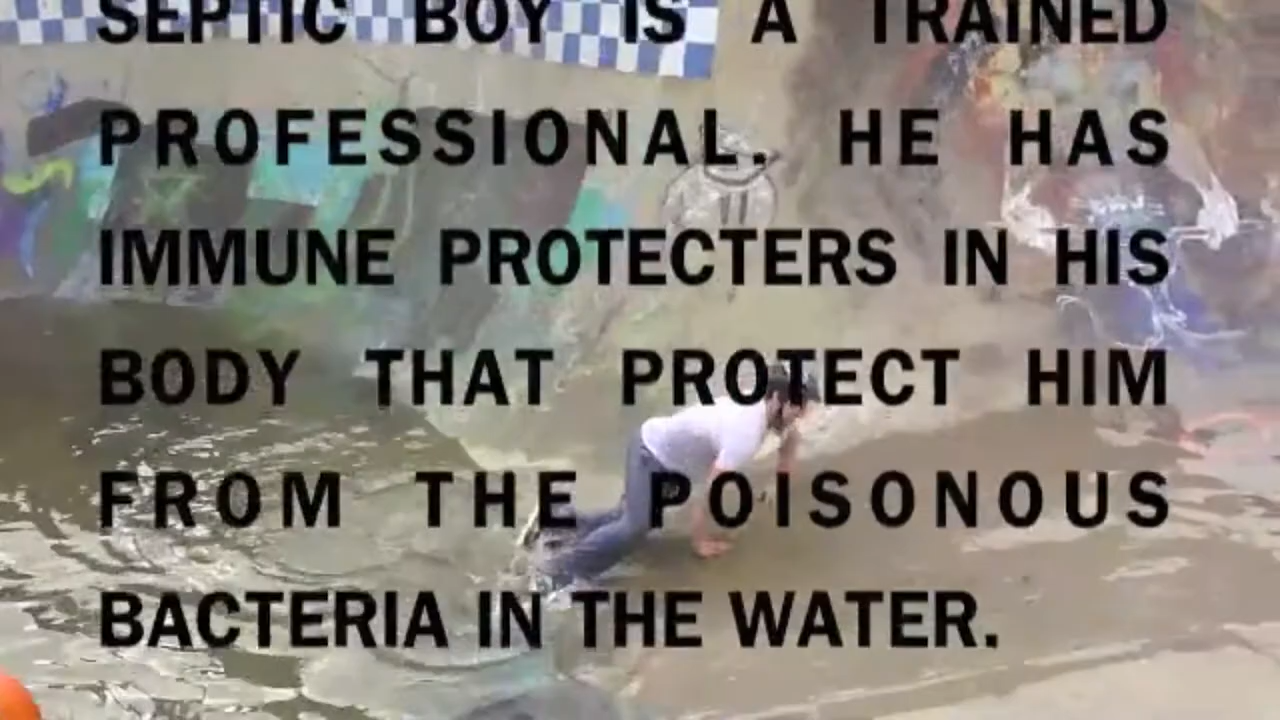 SEPTIC BOY IS A TRAINED
PROFESSIONAL. HE HAS
IMMUNE PROTECTERS IN HIS
BODY THAT PROTECT HIM
FROM THE POISONOUS
BACTERIA IN THE WATER.